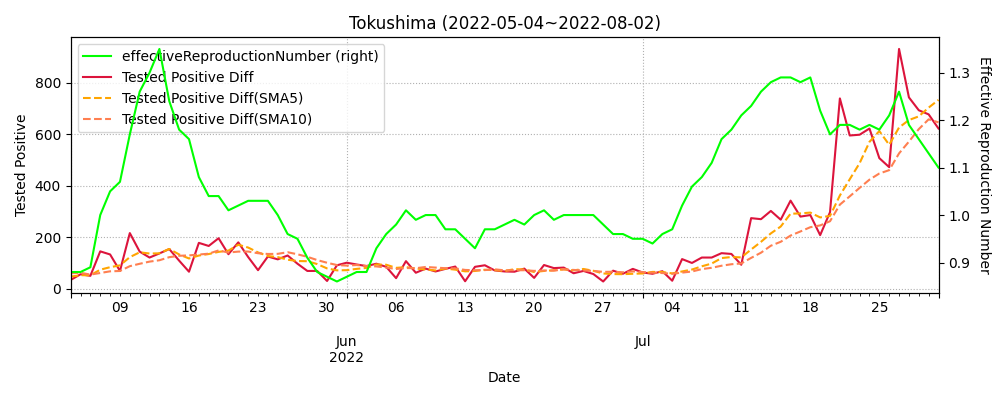 Tokushima (2022-05-04~2022-08-02)
effectiveReproductionNumber (right)
Tested Positive Diff
Tested Positive Diff(SMA5)
Tested Positive Diff(SMA10)
Tested Positive
800
600
400
200
0
Effective Reproduction Number
1.3
1.2
1.1
1.0
0.9
09 16 23 30 06 13 20 27 04 11 18 25
Jun Jul
2022
Date